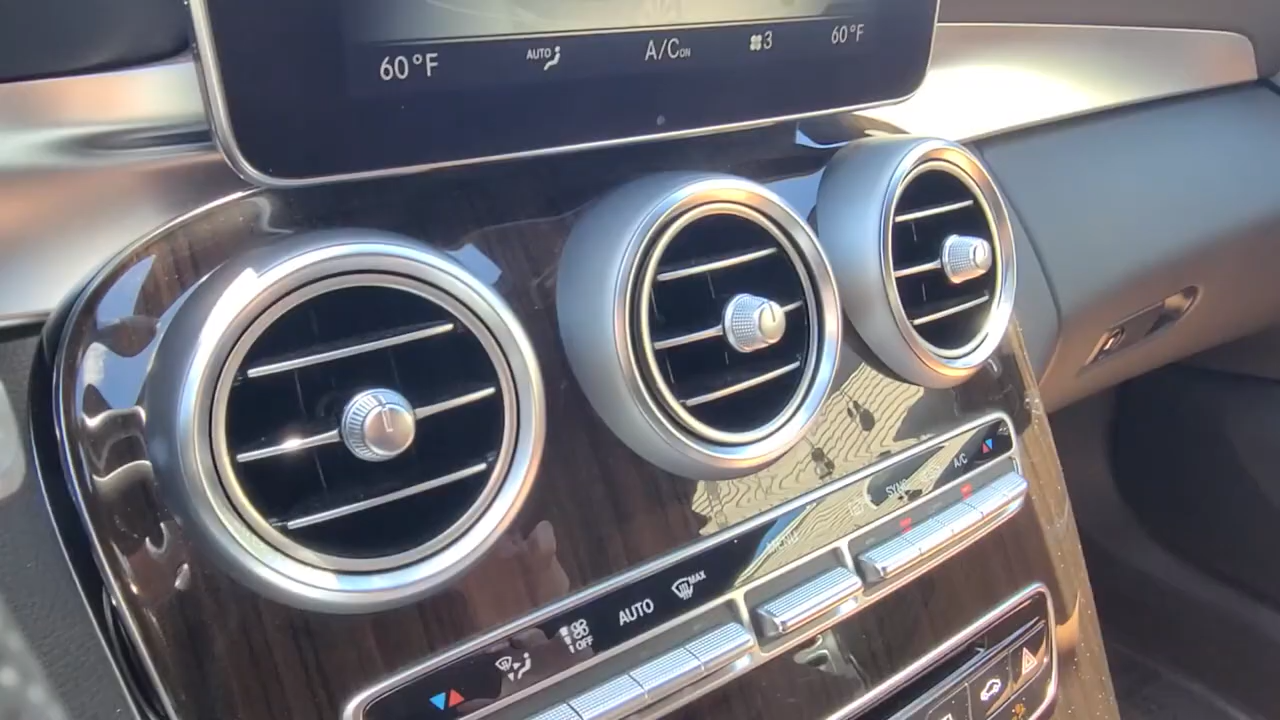 60°F AUTO A/C ON 3 60°F
A/C
SYNC
MENU
MAX
AUTO
OFF